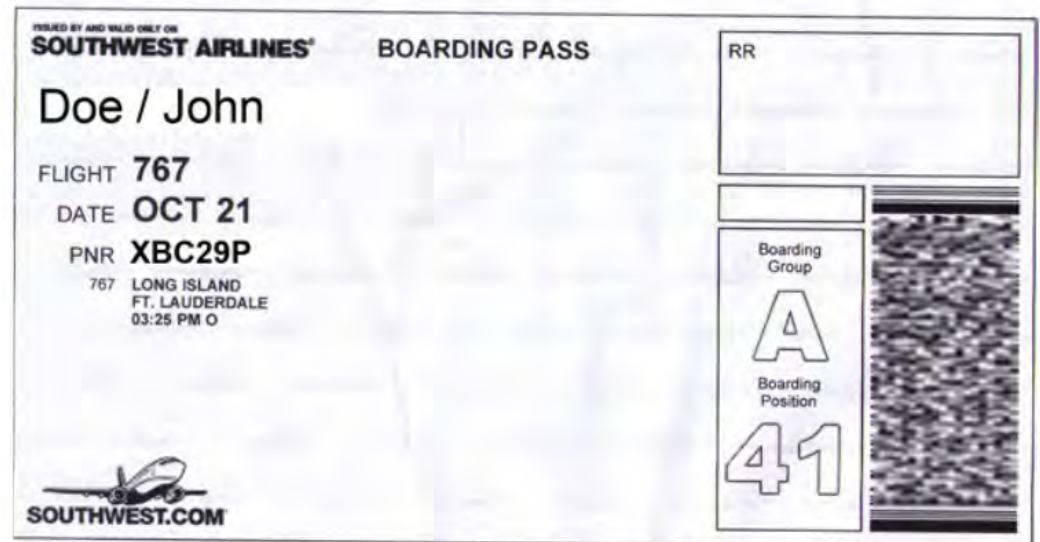 ISSUED BY AND VALID ONLY ON
SOUTHWEST AIRLINES®
BOARDING PASS
Doe / John
FLIGHT 767
DATE OCT 21
PNR XBC29P
767 LONG ISLAND
FT. LAUDERDALE
03:25 PM O
SOUTHWEST.COM
RR
Boarding
Group
A
Boarding
Position
41